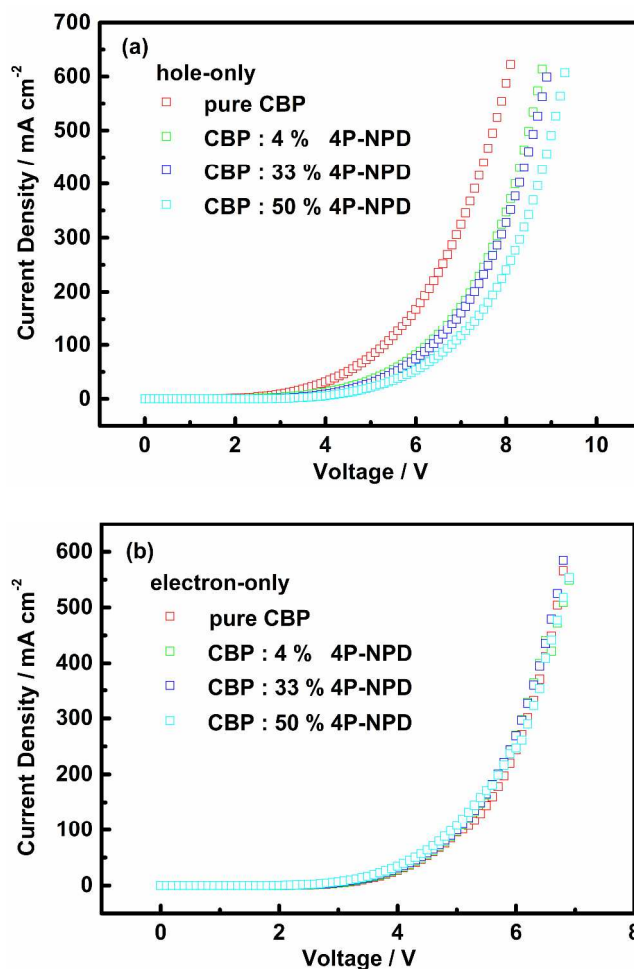 (a)
hole-only
pure CBP
CBP : 4 % 4P-NPD
CBP : 33 % 4P-NPD
CBP : 50 % 4P-NPD
Current Density / mA cm⁻²
700
600
500
400
300
200
100
0
0 2 4 6 8 10
Voltage / V
(b)
electron-only
pure CBP
CBP : 4 % 4P-NPD
CBP : 33 % 4P-NPD
CBP : 50 % 4P-NPD
Current Density / mA cm⁻²
600
500
400
300
200
100
0
0 2 4 6 8
Voltage / V